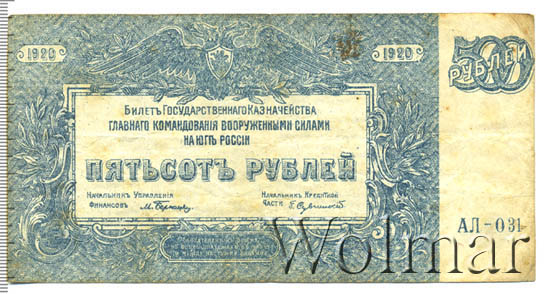 1920
1920
500
РУБЛЕЙ
БИЛЕТЪ ГОСУДАРСТВЕННАГО КАЗНАЧЕЙСТВА
ГЛАВНАГО КОМАНДОВАНІЯ ВООРУЖЕННЫМИ СИЛАМИ
НА ЮГѢ РОССІИ
ПЯТЬСОТЪ РУБЛЕЙ
НАЧАЛЬНИКЪ УПРАВЛЕНІЯ
ФИНАНСОВЪ
НАЧАЛЬНИКЪ КРЕДИТНОЙ
ЧАСТИ
АЛ-031
Wolmar